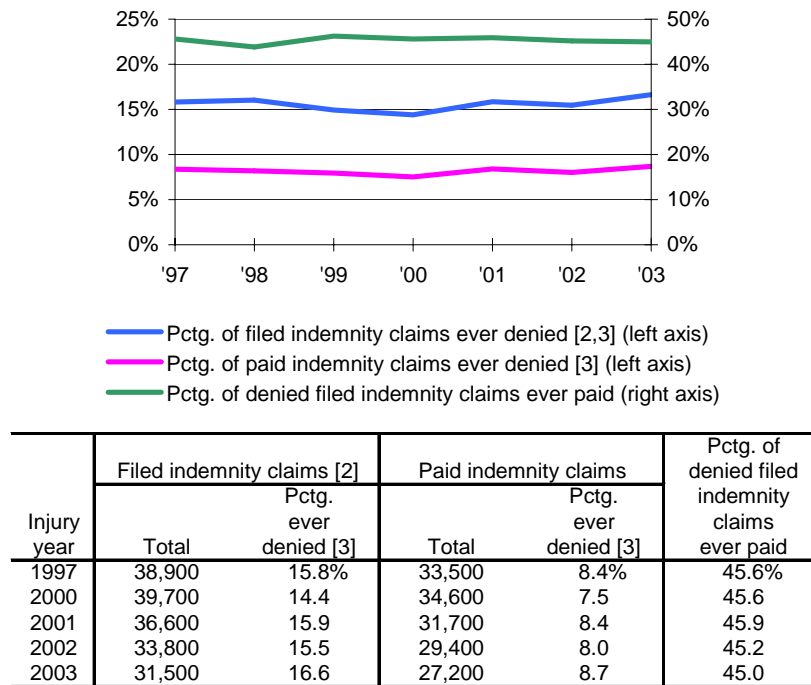 25% 50%
20% 40%
15% 30%
10% 20%
5% 10%
0% 0%
'97 '98 '99 '00 '01 '02 '03
Pctg. of filed indemnity claims ever denied [2,3] (left axis)
Pctg. of paid indemnity claims ever denied [3] (left axis)
Pctg. of denied filed indemnity claims ever paid (right axis)
Pctg. of
Filed indemnity claims [2] Paid indemnity claims denied filed
Pctg. Pctg. indemnity
Injury ever ever claims
year Total denied [3] Total denied [3] ever paid
1997 38,900 15.8% 33,500 8.4% 45.6%
2000 39,700 14.4 34,600 7.5 45.6
2001 36,600 15.9 31,700 8.4 45.9
2002 33,800 15.5 29,400 8.0 45.2
2003 31,500 16.6 27,200 8.7 45.0